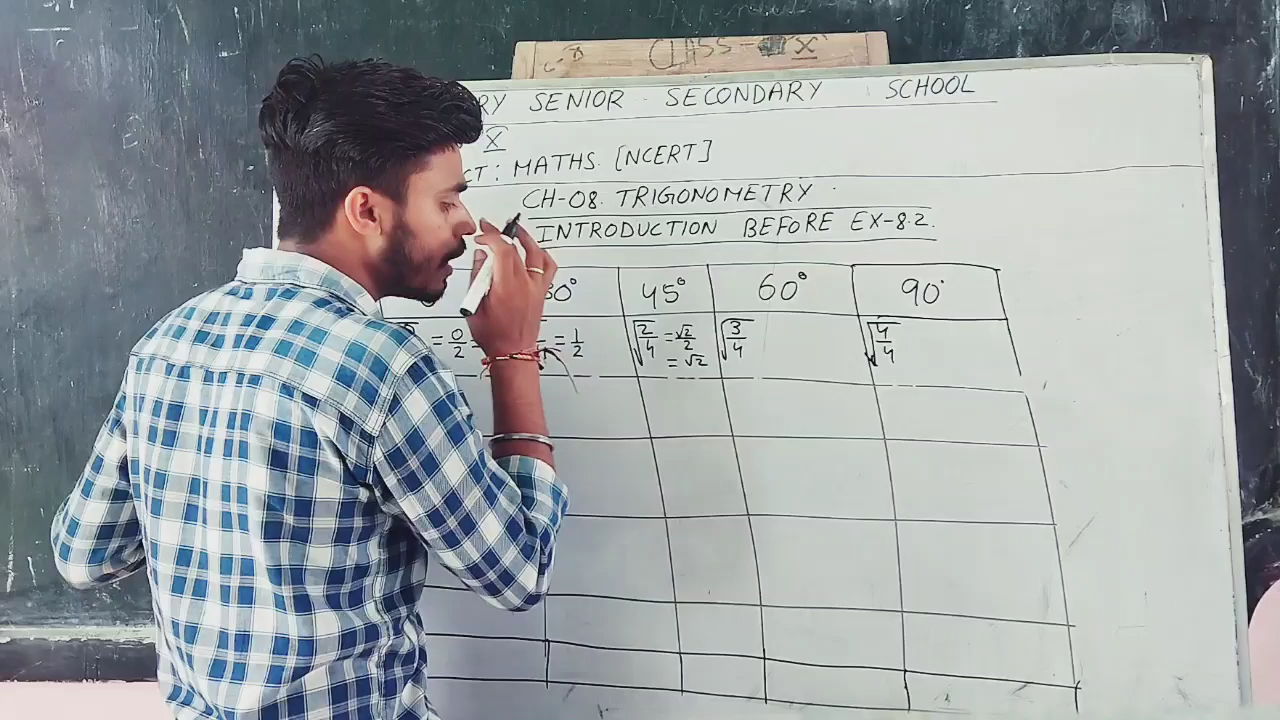 CLASS - X
RY SENIOR SECONDARY SCHOOL
X
CT: MATHS. [NCERT]
CH-08. TRIGONOMETRY
INTRODUCTION BEFORE EX-8.2.
30° 45° 60° 90°
= 0/2 = 1/2 √2/4 = √2/2 √3/4 √4/4
= √2